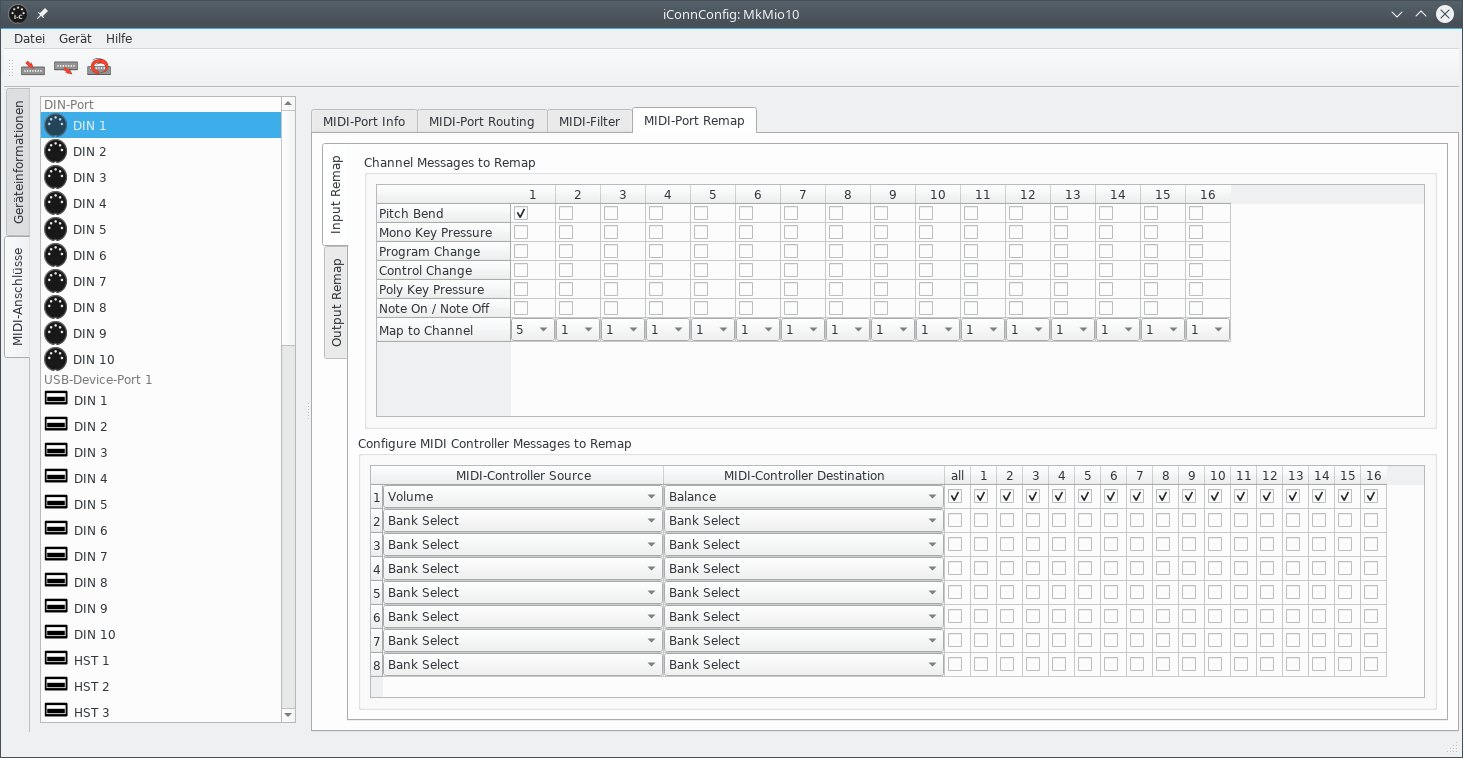 iConnConfig: MkMio10
Datei Gerät Hilfe
Geräteinformationen
MIDI-Anschlüsse
DIN-Port
DIN 1
DIN 2
DIN 3
DIN 4
DIN 5
DIN 6
DIN 7
DIN 8
DIN 9
DIN 10
USB-Device-Port 1
DIN 1
DIN 2
DIN 3
DIN 4
DIN 5
DIN 6
DIN 7
DIN 8
DIN 9
DIN 10
HST 1
HST 2
HST 3
MIDI-Port Info MIDI-Port Routing MIDI-Filter MIDI-Port Remap
Input Remap
Output Remap
Channel Messages to Remap
1 2 3 4 5 6 7 8 9 10 11 12 13 14 15 16
Pitch Bend
Mono Key Pressure
Program Change
Control Change
Poly Key Pressure
Note On / Note Off
Map to Channel 5 1 1 1 1 1 1 1 1 1 1 1 1 1 1 1
Configure MIDI Controller Messages to Remap
MIDI-Controller Source MIDI-Controller Destination all 1 2 3 4 5 6 7 8 9 10 11 12 13 14 15 16
1 Volume Balance
2 Bank Select Bank Select
3 Bank Select Bank Select
4 Bank Select Bank Select
5 Bank Select Bank Select
6 Bank Select Bank Select
7 Bank Select Bank Select
8 Bank Select Bank Select